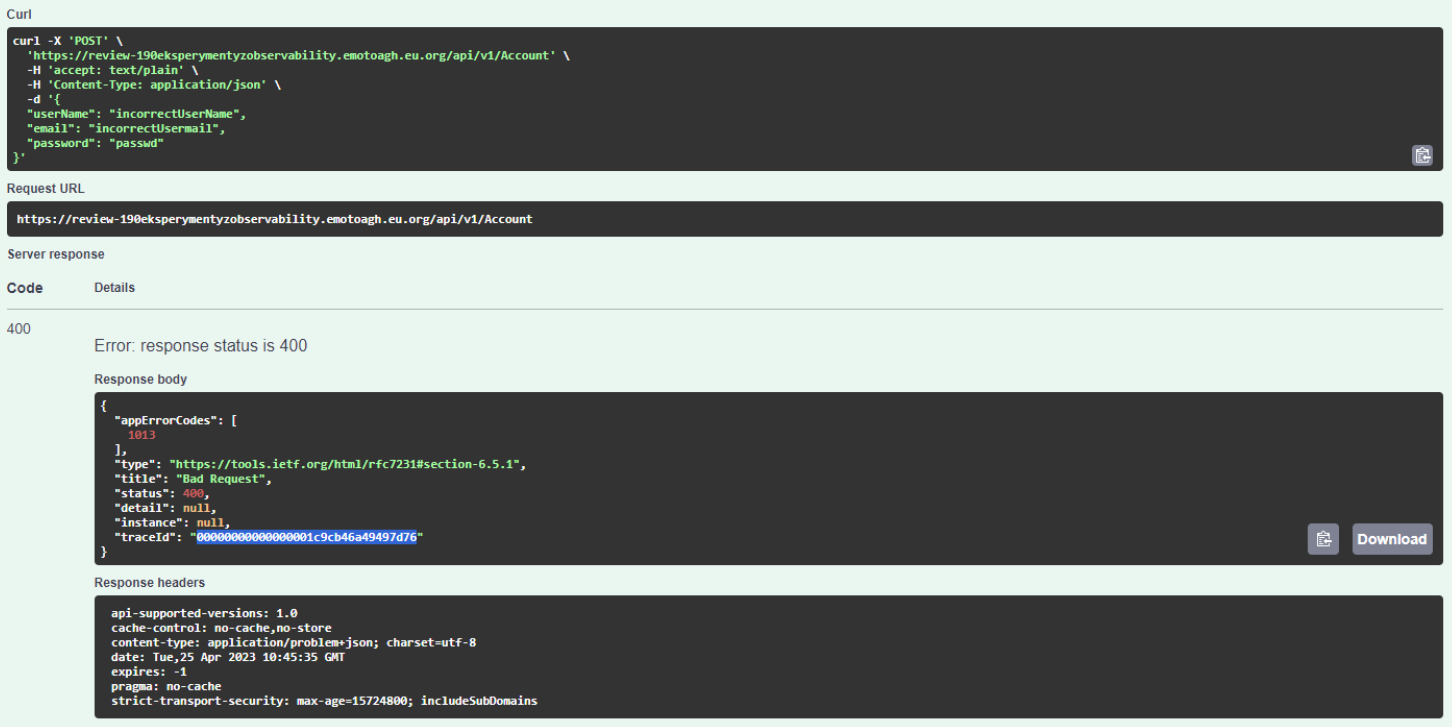 Curl
curl -X 'POST' \
  'https://review-190eksperymentyzobservability.emotoagh.eu.org/api/v1/Account' \
  -H 'accept: text/plain' \
  -H 'Content-Type: application/json' \
  -d '{
  "userName": "incorrectUserName",
  "email": "incorrectUsermail",
  "password": "passwd"
}'
Request URL
https://review-190eksperymentyzobservability.emotoagh.eu.org/api/v1/Account
Server response
Code Details
400
Error: response status is 400
Response body
{
  "appErrorCodes": [
    1013
  ],
  "type": "https://tools.ietf.org/html/rfc7231#section-6.5.1",
  "title": "Bad Request",
  "status": 400,
  "detail": null,
  "instance": null,
  "traceId": "00000000000000001c9cb46a49497d76"
}
Download
Response headers
api-supported-versions: 1.0
cache-control: no-cache,no-store
content-type: application/problem+json; charset=utf-8
date: Tue,25 Apr 2023 10:45:35 GMT
expires: -1
pragma: no-cache
strict-transport-security: max-age=15724800; includeSubDomains